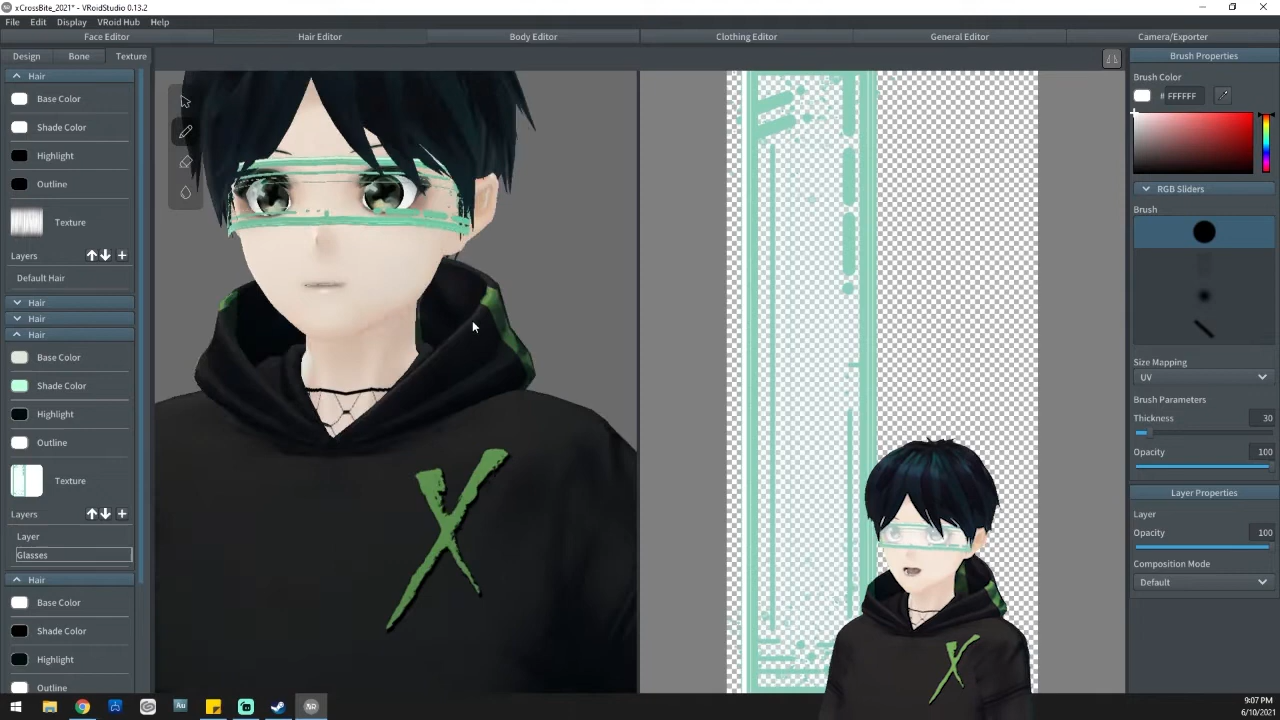 xCrossBite_2021* - VRoidStudio 0.13.2
File Edit Display VRoid Hub Help
Face Editor Hair Editor Body Editor Clothing Editor General Editor Camera/Exporter
Design Bone Texture
Hair
Base Color
Shade Color
Highlight
Outline
Texture
Layers
Default Hair
Hair
Hair
Hair
Base Color
Shade Color
Highlight
Outline
Texture
Layers
Layer
Glasses
Hair
Base Color
Shade Color
Highlight
Outline
Brush Properties
Brush Color
# FFFFFF
RGB Sliders
Brush
Size Mapping
UV
Brush Parameters
Thickness 30
Opacity 100
Layer Properties
Layer
Opacity 100
Composition Mode
Default
X
X
Au
9:07 PM
6/10/2021